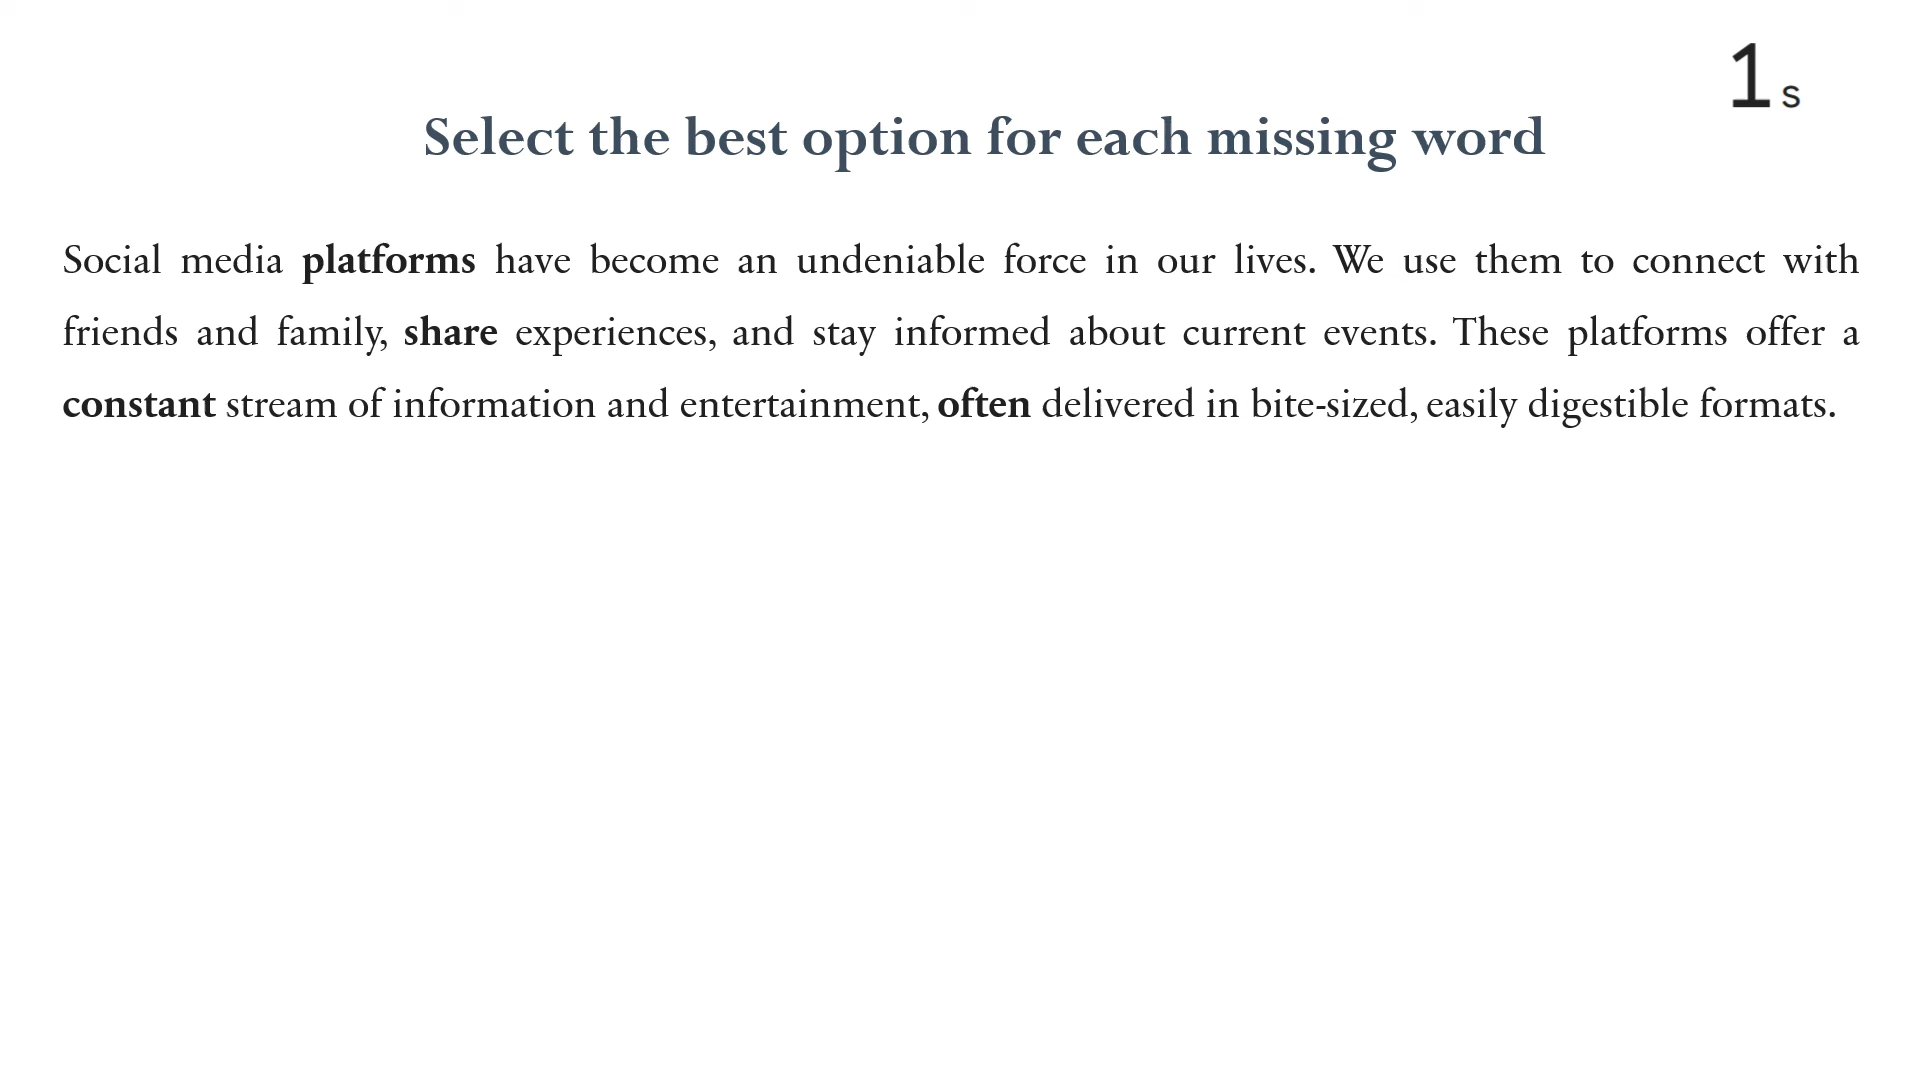 1 s
Select the best option for each missing word
Social media platforms have become an undeniable force in our lives. We use them to connect with
friends and family, share experiences, and stay informed about current events. These platforms offer a
constant stream of information and entertainment, often delivered in bite-sized, easily digestible formats.